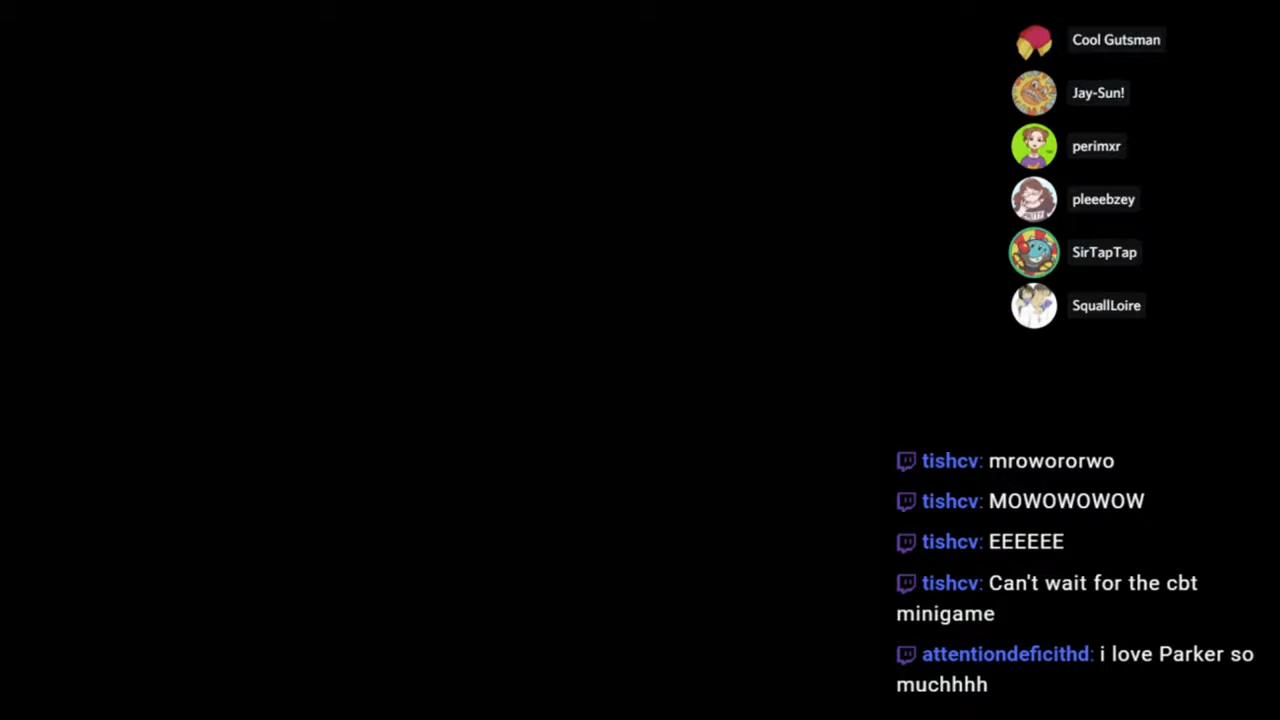 Cool Gutsman
Jay-Sun!
perimxr
pleeebzey
SirTapTap
SquallLoire
tishcv: mrowororwo
tishcv: MOWOWOWOW
tishcv: EEEEEE
tishcv: Can't wait for the cbt
minigame
attentiondeficithd: i love Parker so
muchhhh